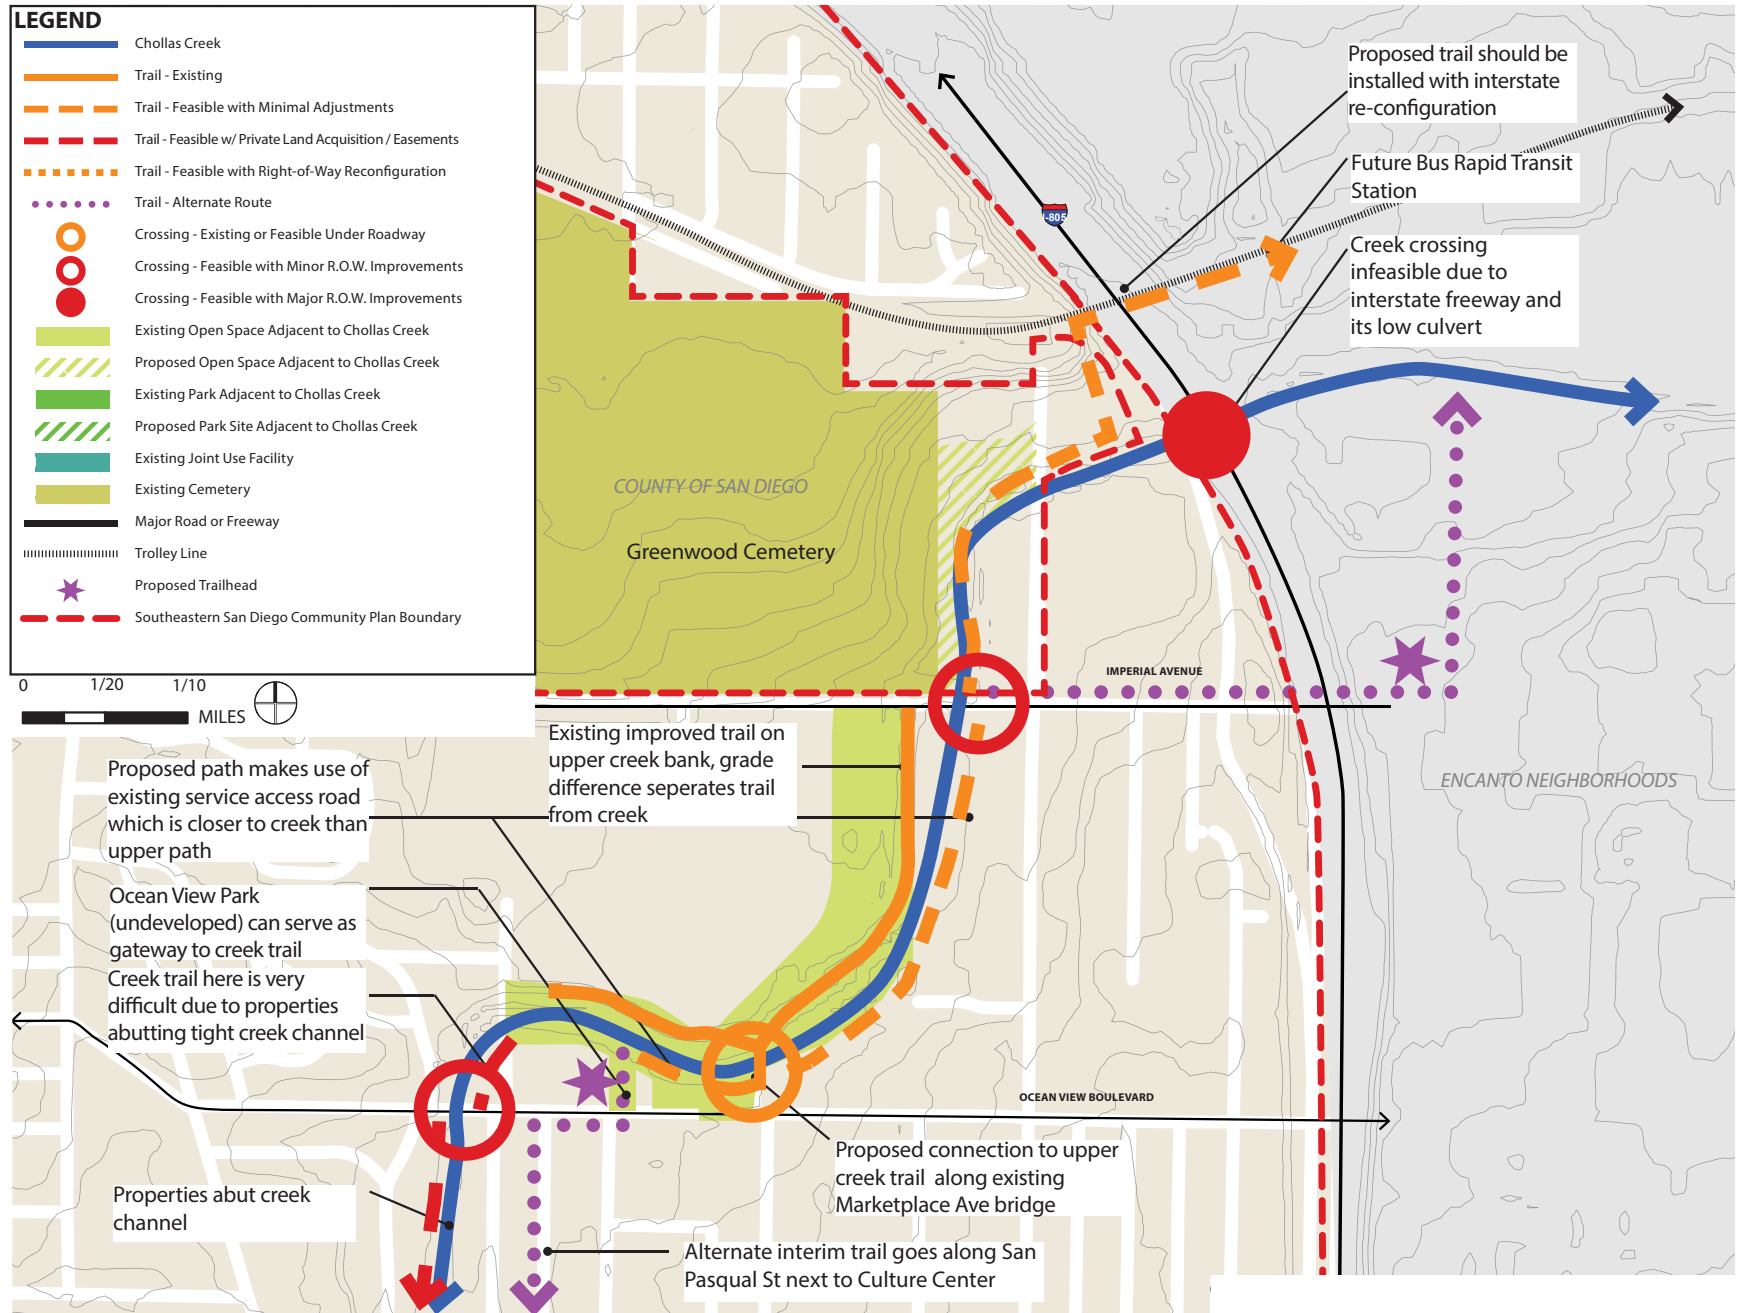 LEGEND
Chollas Creek
Trail - Existing
Trail - Feasible with Minimal Adjustments
Trail - Feasible w/ Private Land Acquisition / Easements
Trail - Feasible with Right-of-Way Reconfiguration
Trail - Alternate Route
Crossing - Existing or Feasible Under Roadway
Crossing - Feasible with Minor R.O.W. Improvements
Crossing - Feasible with Major R.O.W. Improvements
Existing Open Space Adjacent to Chollas Creek
Proposed Open Space Adjacent to Chollas Creek
Existing Park Adjacent to Chollas Creek
Proposed Park Site Adjacent to Chollas Creek
Existing Joint Use Facility
Existing Cemetery
Major Road or Freeway
Trolley Line
Proposed Trailhead
Southeastern San Diego Community Plan Boundary
0 1/20 1/10
MILES
Proposed trail should be
installed with interstate
re-configuration
Future Bus Rapid Transit
Station
Creek crossing
infeasible due to
interstate freeway and
its low culvert
I-805
COUNTY OF SAN DIEGO
Greenwood Cemetery
IMPERIAL AVENUE
ENCANTO NEIGHBORHOODS
Existing improved trail on
upper creek bank, grade
difference seperates trail
from creek
Proposed path makes use of
existing service access road
which is closer to creek than
upper path
Ocean View Park
(undeveloped) can serve as
gateway to creek trail
Creek trail here is very
difficult due to properties
abutting tight creek channel
OCEAN VIEW BOULEVARD
Proposed connection to upper
creek trail along existing
Marketplace Ave bridge
Properties abut creek
channel
Alternate interim trail goes along San
Pasqual St next to Culture Center